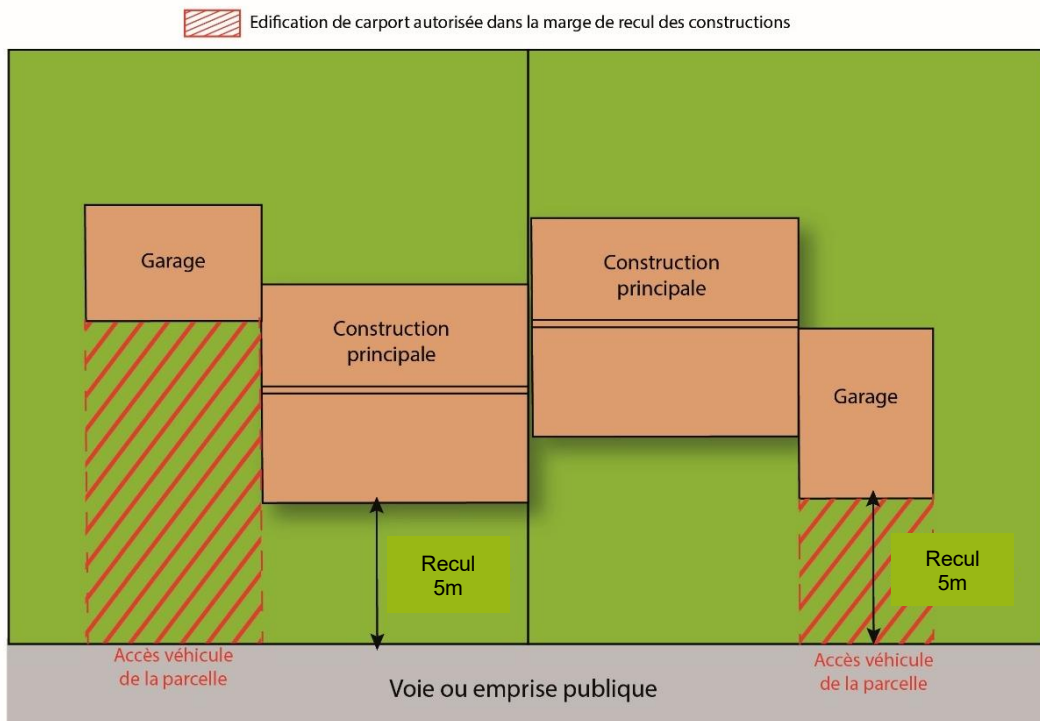 Edification de carport autorisée dans la marge de recul des constructions
Garage
Construction
principale
Construction
principale
Garage
Recul
5m
Recul
5m
Accès véhicule
de la parcelle
Voie ou emprise publique
Accès véhicule
de la parcelle